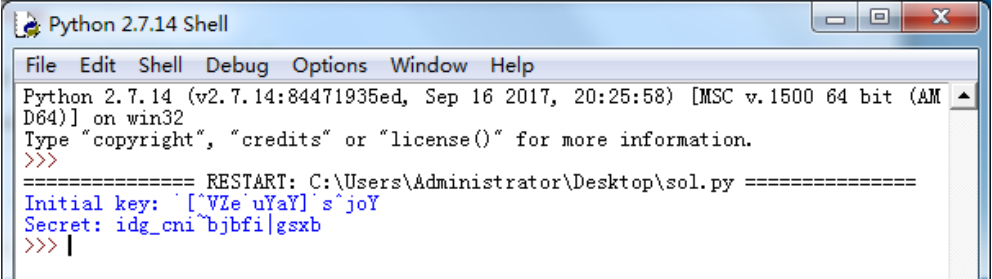 Python 2.7.14 Shell
File Edit Shell Debug Options Window Help
Python 2.7.14 (v2.7.14:84471935ed, Sep 16 2017, 20:25:58) [MSC v.1500 64 bit (AM
D64)] on win32
Type "copyright", "credits" or "license()" for more information.
>>>
=============== RESTART: C:\Users\Administrator\Desktop\sol.py ===============
Initial key: `[^VZe`uYaY]`s^joY
Secret: idg_cni~bjbfi|gsxb
>>>